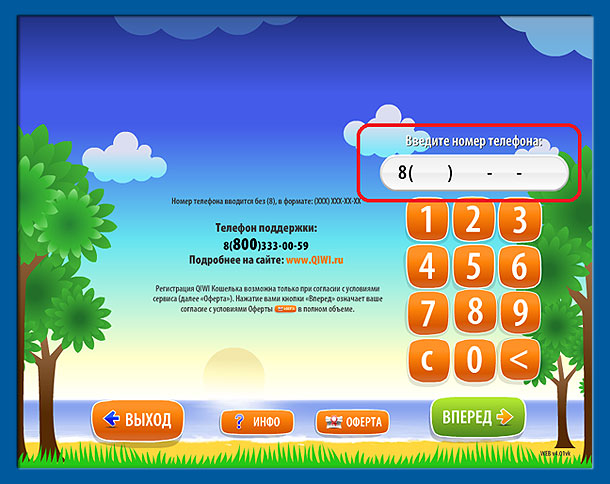 Введите номер телефона:
8( ) - -
Номер телефона вводится без (8), в формате: (XXX) XXX-XX-XX
Телефон поддержки:
8(800)333-00-59
Подробнее на сайте: www.QIWI.ru
Регистрация QIWI Кошелька возможна только при согласии с условиями
сервиса (далее «Оферта»). Нажатие вами кнопки «Вперед» означает ваше
согласие с условиями Оферты в полном объеме.
1 2 3
4 5 6
7 8 9
С 0 <
ВЫХОД
? ИНФО
ОФЕРТА
ВПЕРЕД
WEB v4.Q1vk